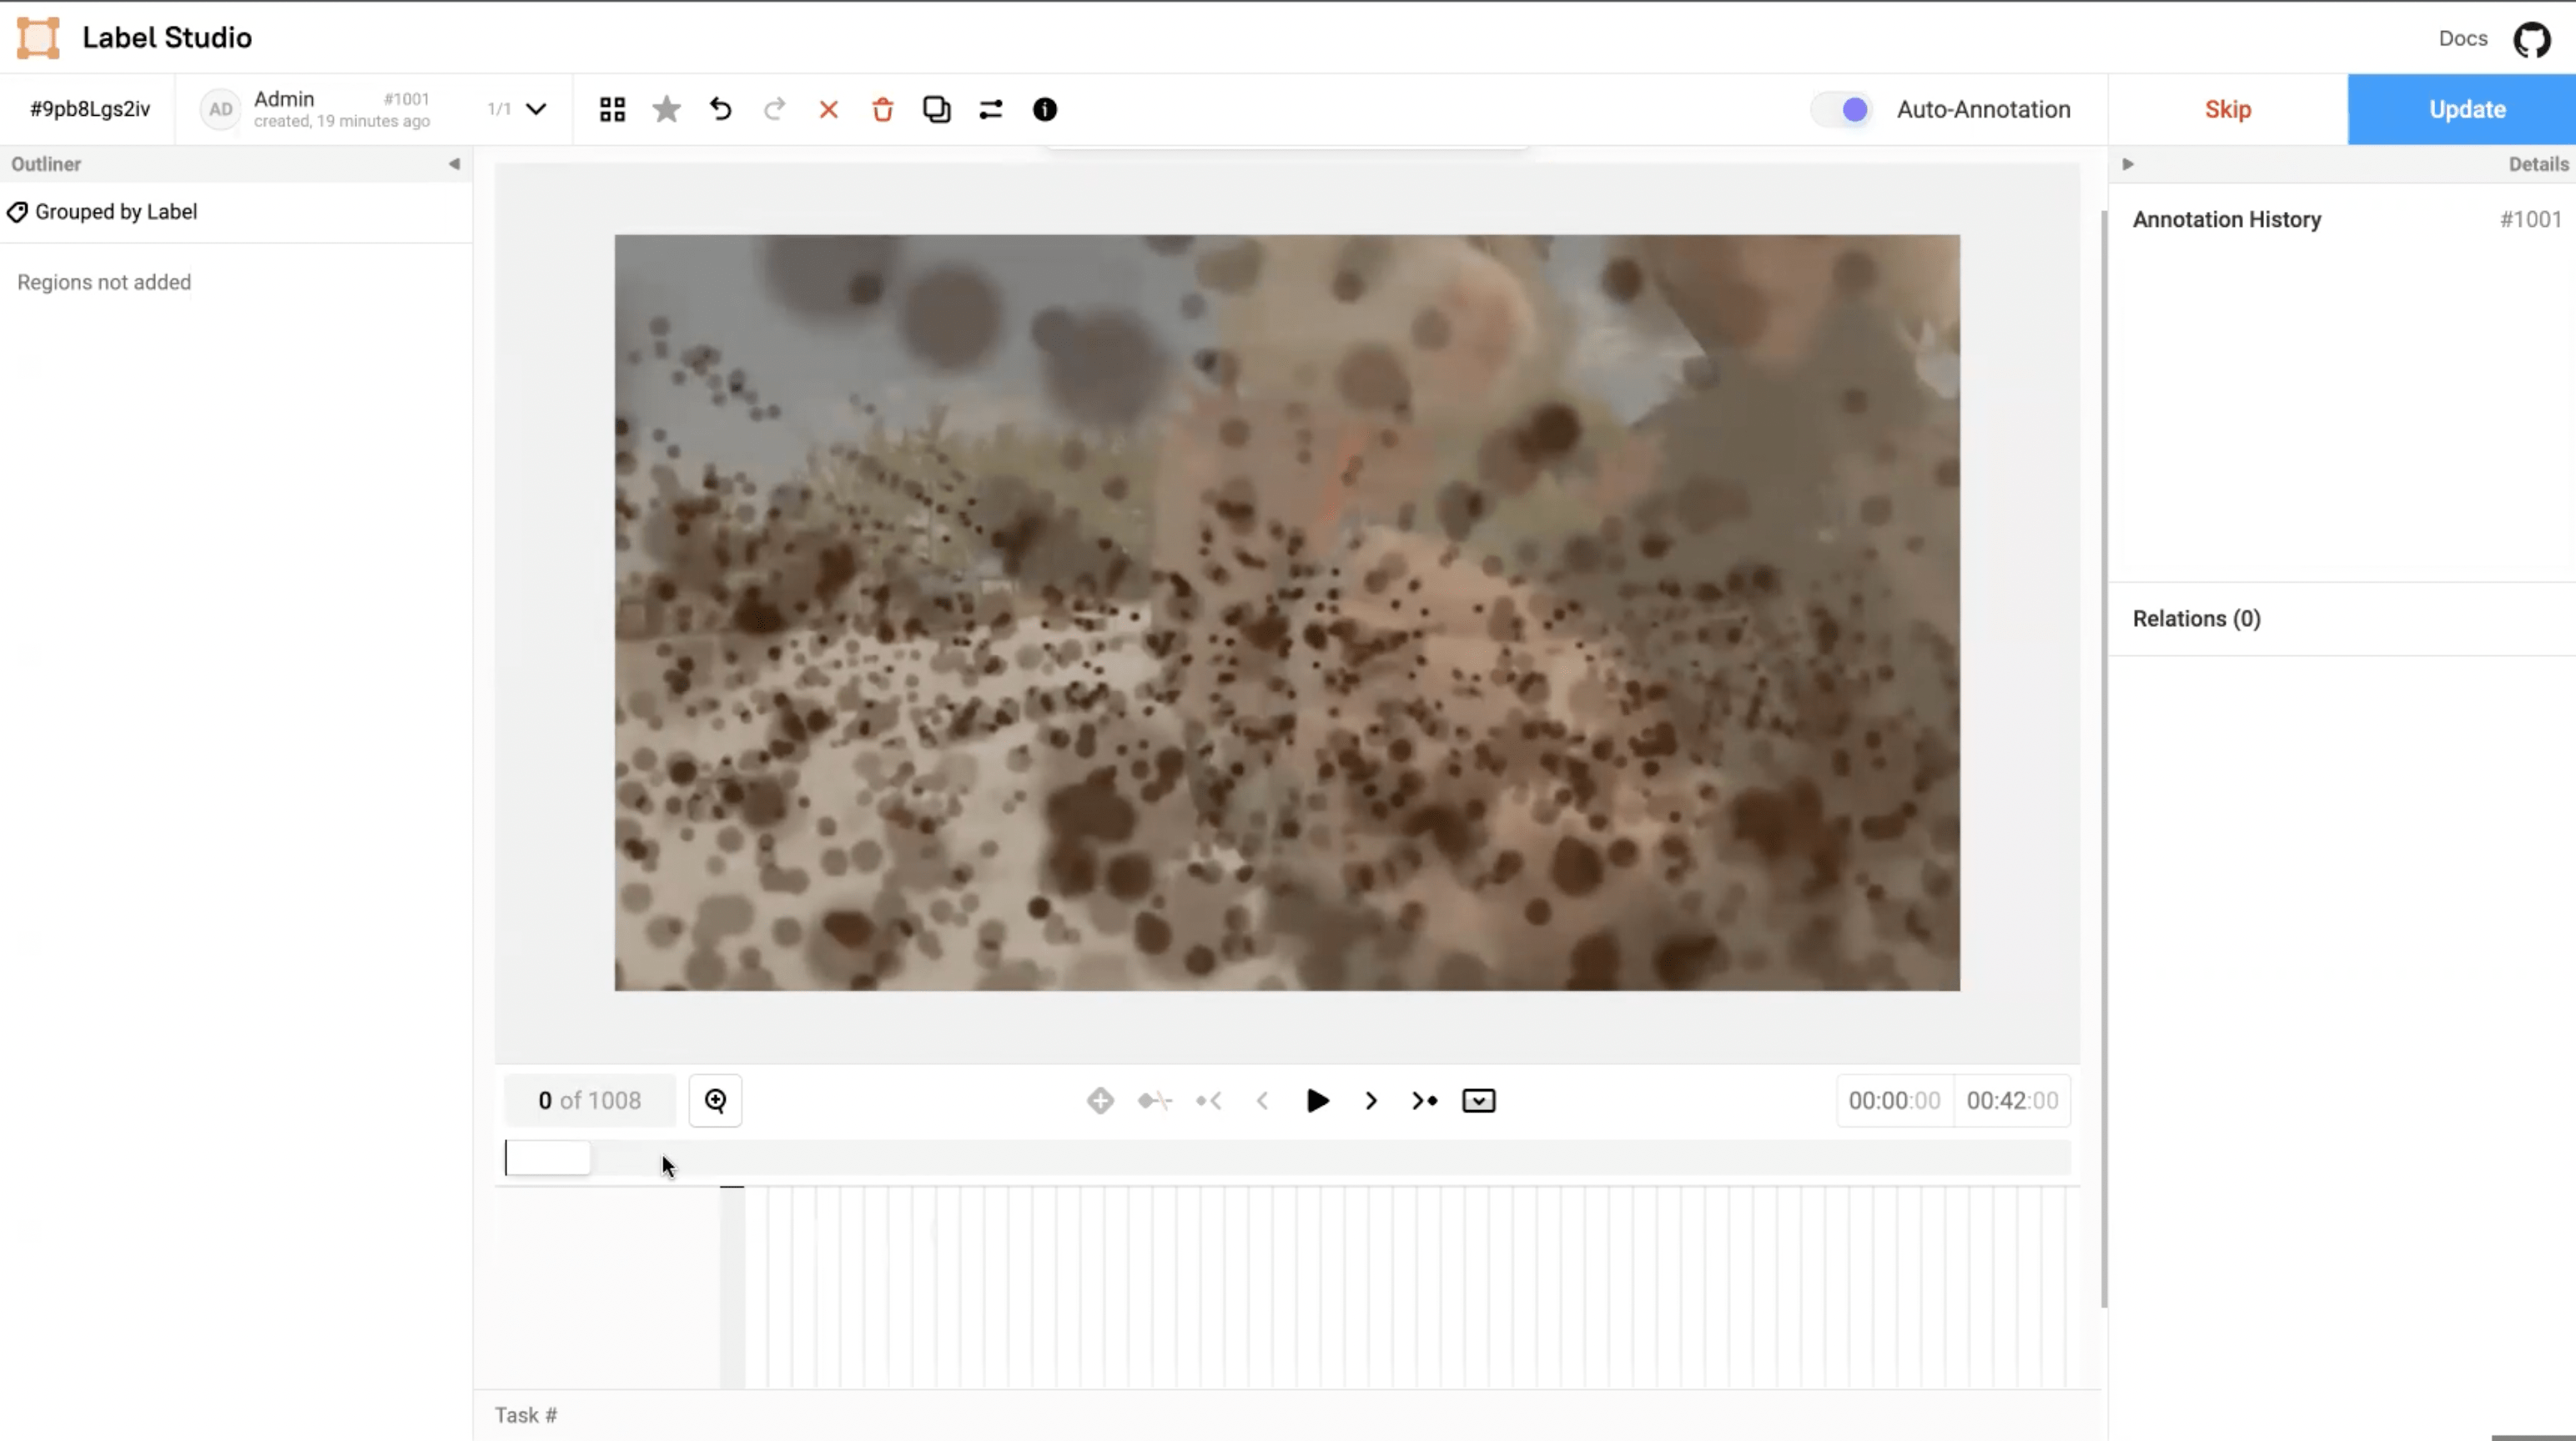 Label Studio
Docs
#9pb8Lgs2iv
AD
Admin
#1001
created, 19 minutes ago
1/1
Auto-Annotation
Skip
Update
Outliner
Details
Grouped by Label
Annotation History
#1001
Regions not added
Relations (0)
0 of 1008
00:00:00
00:42:00
Task #